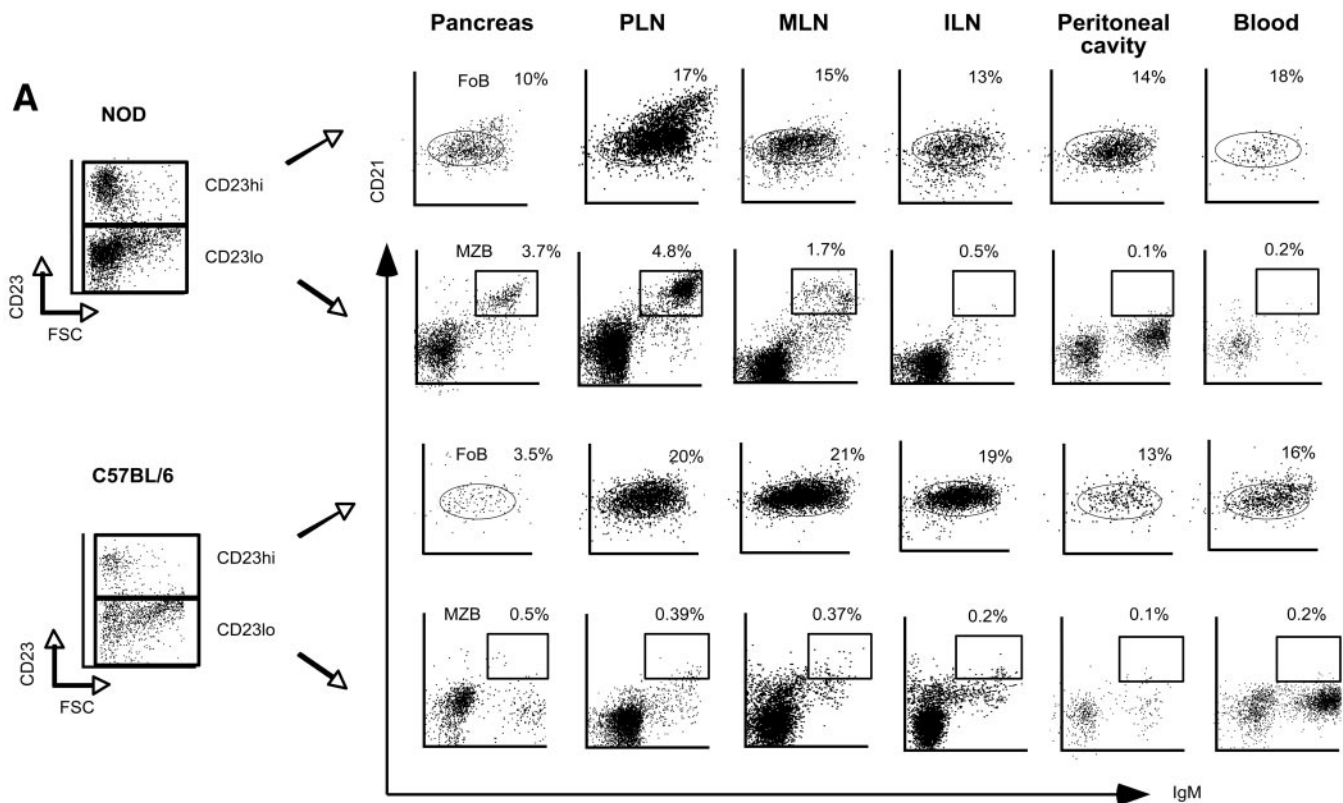 Pancreas PLN MLN ILN Peritoneal cavity Blood
A
NOD
CD23hi
CD23lo
CD23
FSC
FoB 10% 17% 15% 13% 14% 18%
CD21
MZB 3.7% 4.8% 1.7% 0.5% 0.1% 0.2%
C57BL/6
CD23hi
CD23lo
CD23
FSC
FoB 3.5% 20% 21% 19% 13% 16%
MZB 0.5% 0.39% 0.37% 0.2% 0.1% 0.2%
IgM